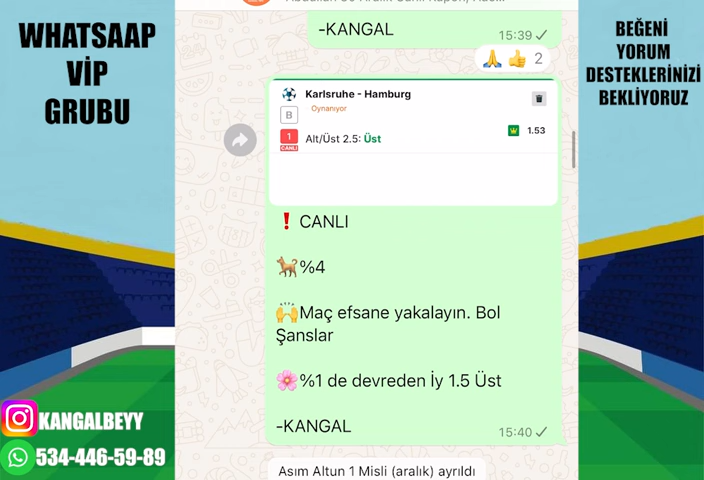 WHATSAAP
VİP
GRUBU
BEĞENİ
YORUM
DESTEKLERİNİZİ
BEKLİYORUZ
-KANGAL
15:39
🙏 👍 2
Karlsruhe - Hamburg
Oynanıyor
B
1
CANLI
Alt/Üst 2.5: Üst
1.53
❗ CANLI
🐕%4
🙌Maç efsane yakalayın. Bol
Şanslar
🌸%1 de devreden İy 1.5 Üst
-KANGAL
15:40
Asım Altun 1 Misli (aralık) ayrıldı
KANGALBEYY
534-446-59-89